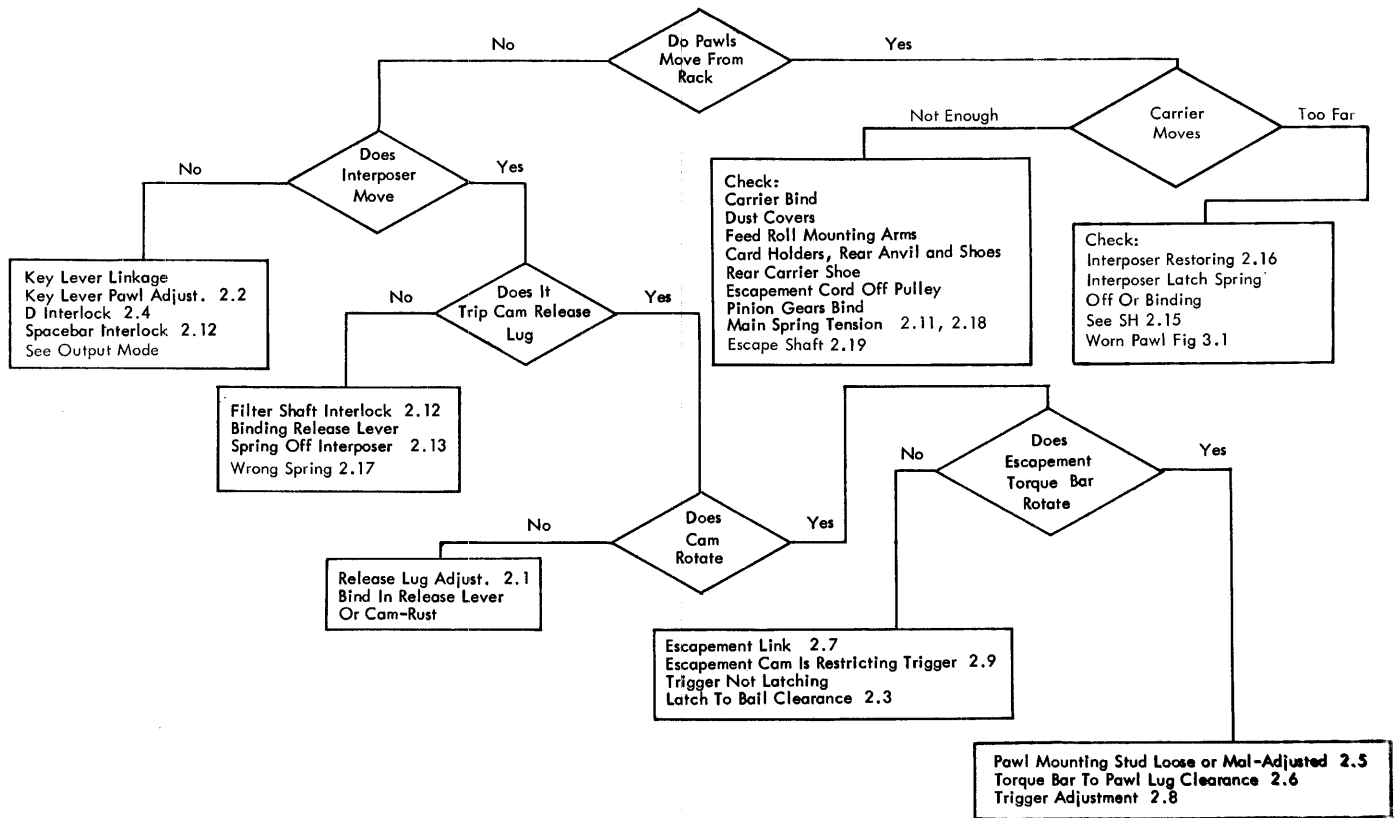 Do Pawls
Move From
Rack
No
Yes
Carrier
Moves
Not Enough
Too Far
Does
Interposer
Move
No
Yes
Check:
Carrier Bind
Dust Covers
Feed Roll Mounting Arms
Card Holders, Rear Anvil and Shoes
Rear Carrier Shoe
Escapement Cord Off Pulley
Pinion Gears Bind
Main Spring Tension 2.11, 2.18
Escape Shaft 2.19
Check:
Interposer Restoring 2.16
Interposer Latch Spring
Off Or Binding
See SH 2.15
Worn Pawl Fig 3.1
Key Lever Linkage
Key Lever Pawl Adjust. 2.2
D Interlock 2.4
Spacebar Interlock 2.12
See Output Mode
Does It
Trip Cam Release
Lug
No
Yes
Filter Shaft Interlock 2.12
Binding Release Lever
Spring Off Interposer 2.13
Wrong Spring 2.17
Does
Escapement
Torque Bar
Rotate
No
Yes
Does
Cam
Rotate
No
Yes
Release Lug Adjust. 2.1
Bind In Release Lever
Or Cam-Rust
Escapement Link 2.7
Escapement Cam Is Restricting Trigger 2.9
Trigger Not Latching
Latch To Bail Clearance 2.3
Pawl Mounting Stud Loose or Mal-Adjusted 2.5
Torque Bar To Pawl Lug Clearance 2.6
Trigger Adjustment 2.8